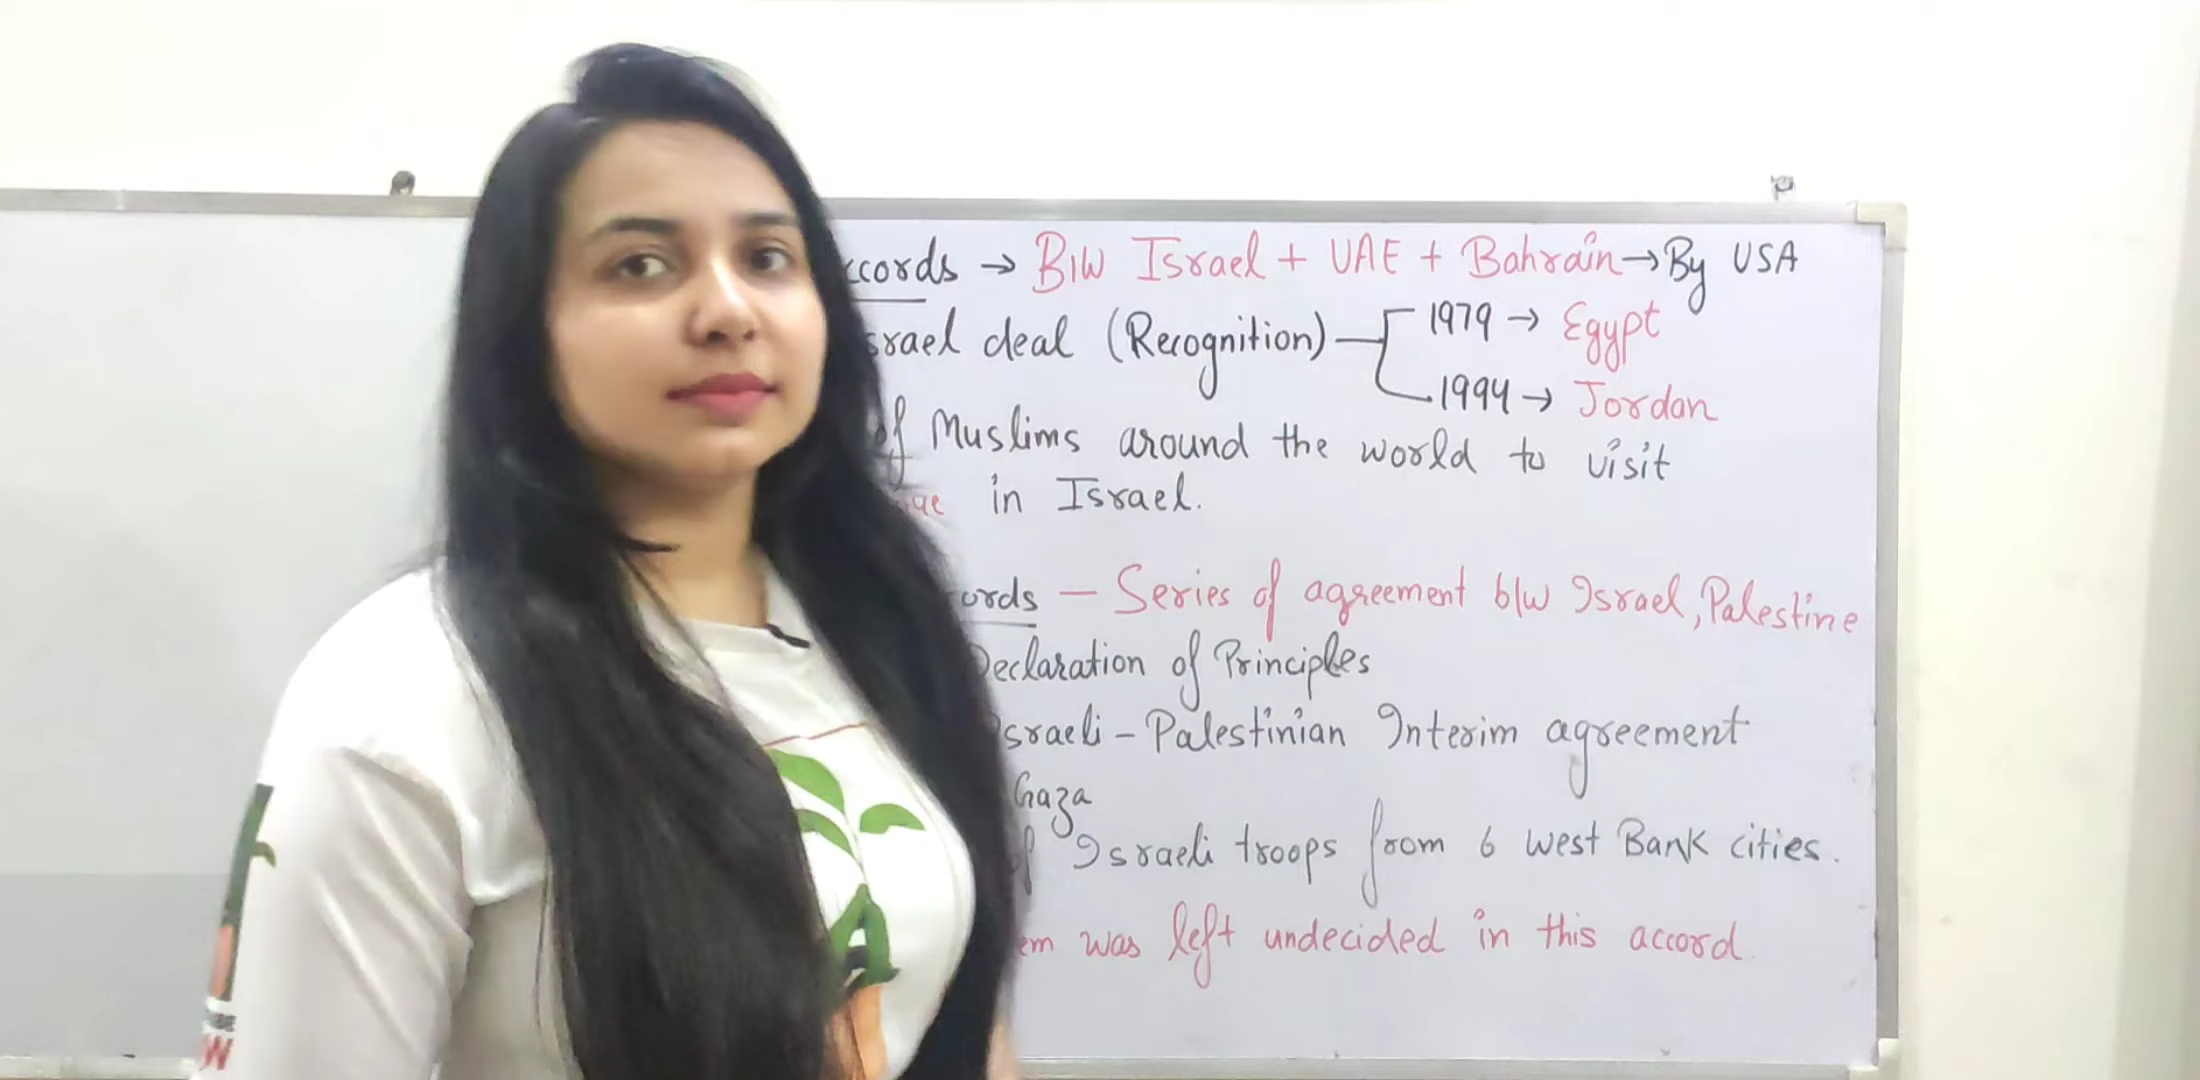 ccords → B/W Israel + UAE + Bahrain → By USA
srael deal (Recognition) 1979 → Egypt
1994 → Jordan
of Muslims around the world to visit
in Israel.
ords — Series of agreement b/w Israel, Palestine
Declaration of Principles
sraeli - Palestinian Interim agreement
Gaza
of Israeli troops from 6 West Bank cities.
em was left undecided in this accord
W